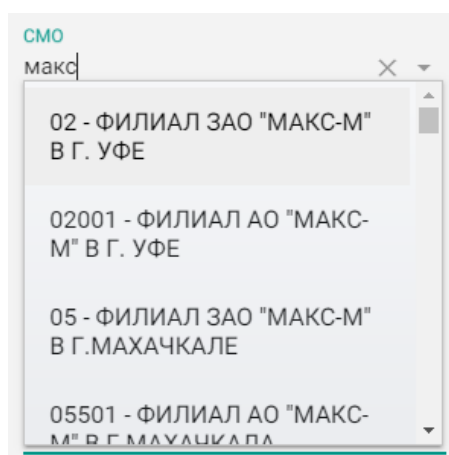 СМО
макс
02 - ФИЛИАЛ ЗАО "МАКС-М"
В Г. УФЕ
02001 - ФИЛИАЛ АО "МАКС-
М" В Г. УФЕ
05 - ФИЛИАЛ ЗАО "МАКС-М"
В Г.МАХАЧКАЛЕ
05501 - ФИЛИАЛ АО "МАКС-
М" В Г.МАХАЧКАЛА